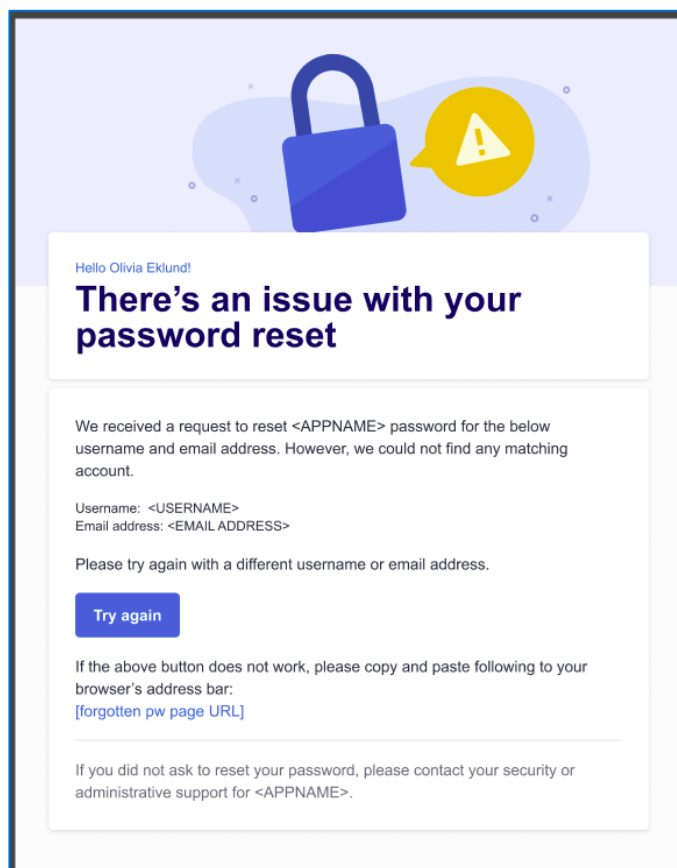 Hello Olivia Eklund!
There’s an issue with your
password reset
We received a request to reset <APPNAME> password for the below
username and email address. However, we could not find any matching
account.
Username:  <USERNAME>
Email address: <EMAIL ADDRESS>
Please try again with a different username or email address.
Try again
If the above button does not work, please copy and paste following to your
browser’s address bar:
[forgotten pw page URL]
If you did not ask to reset your password, please contact your security or
administrative support for <APPNAME>.